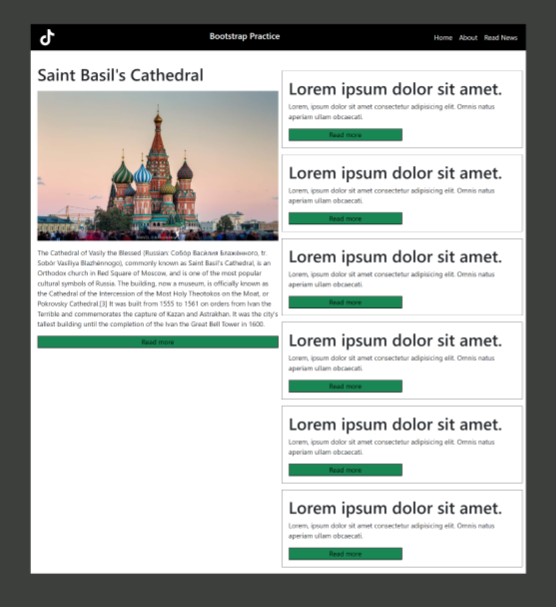 Bootstrap Practice
Home About Read News
Saint Basil's Cathedral
The Cathedral of Vasily the Blessed (Russian: Собо́р Васи́лия Блаже́нного, tr.
Sobór Vasíliya Blazhénnogo), commonly known as Saint Basil's Cathedral, is an
Orthodox church in Red Square of Moscow, and is one of the most popular
cultural symbols of Russia. The building, now a museum, is officially known as
the Cathedral of the Intercession of the Most Holy Theotokos on the Moat, or
Pokrovsky Cathedral.[3] It was built from 1555 to 1561 on orders from Ivan the
Terrible and commemorates the capture of Kazan and Astrakhan. It was the city's
tallest building until the completion of the Ivan the Great Bell Tower in 1600.
Read more
Lorem ipsum dolor sit amet.
Lorem, ipsum dolor sit amet consectetur adipisicing elit. Omnis natus
aperiam ullam obcaecati.
Read more
Lorem ipsum dolor sit amet.
Lorem, ipsum dolor sit amet consectetur adipisicing elit. Omnis natus
aperiam ullam obcaecati.
Read more
Lorem ipsum dolor sit amet.
Lorem, ipsum dolor sit amet consectetur adipisicing elit. Omnis natus
aperiam ullam obcaecati.
Read more
Lorem ipsum dolor sit amet.
Lorem, ipsum dolor sit amet consectetur adipisicing elit. Omnis natus
aperiam ullam obcaecati.
Read more
Lorem ipsum dolor sit amet.
Lorem, ipsum dolor sit amet consectetur adipisicing elit. Omnis natus
aperiam ullam obcaecati.
Read more
Lorem ipsum dolor sit amet.
Lorem, ipsum dolor sit amet consectetur adipisicing elit. Omnis natus
aperiam ullam obcaecati.
Read more